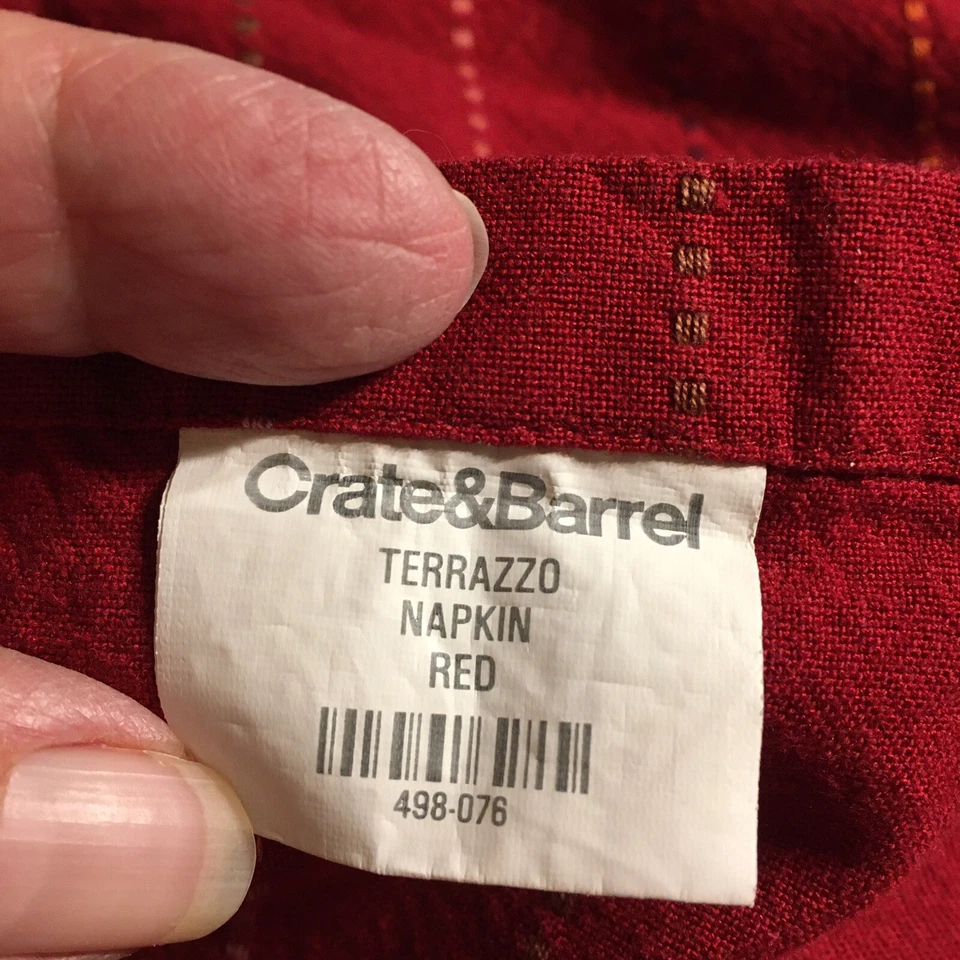 Crate&Barrel
TERRAZZO
NAPKIN
RED
498-076